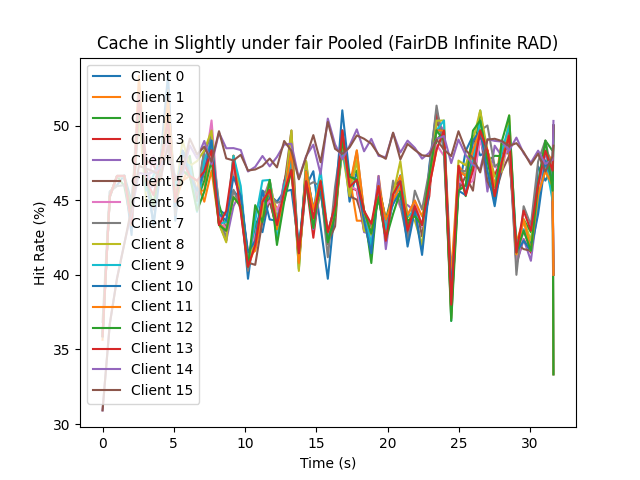 Cache in Slightly under fair Pooled (FairDB Infinite RAD)
Hit Rate (%)
50
45
40
35
30
Client 0
Client 1
Client 2
Client 3
Client 4
Client 5
Client 6
Client 7
Client 8
Client 9
Client 10
Client 11
Client 12
Client 13
Client 14
Client 15
0 5 10 15 20 25 30
Time (s)